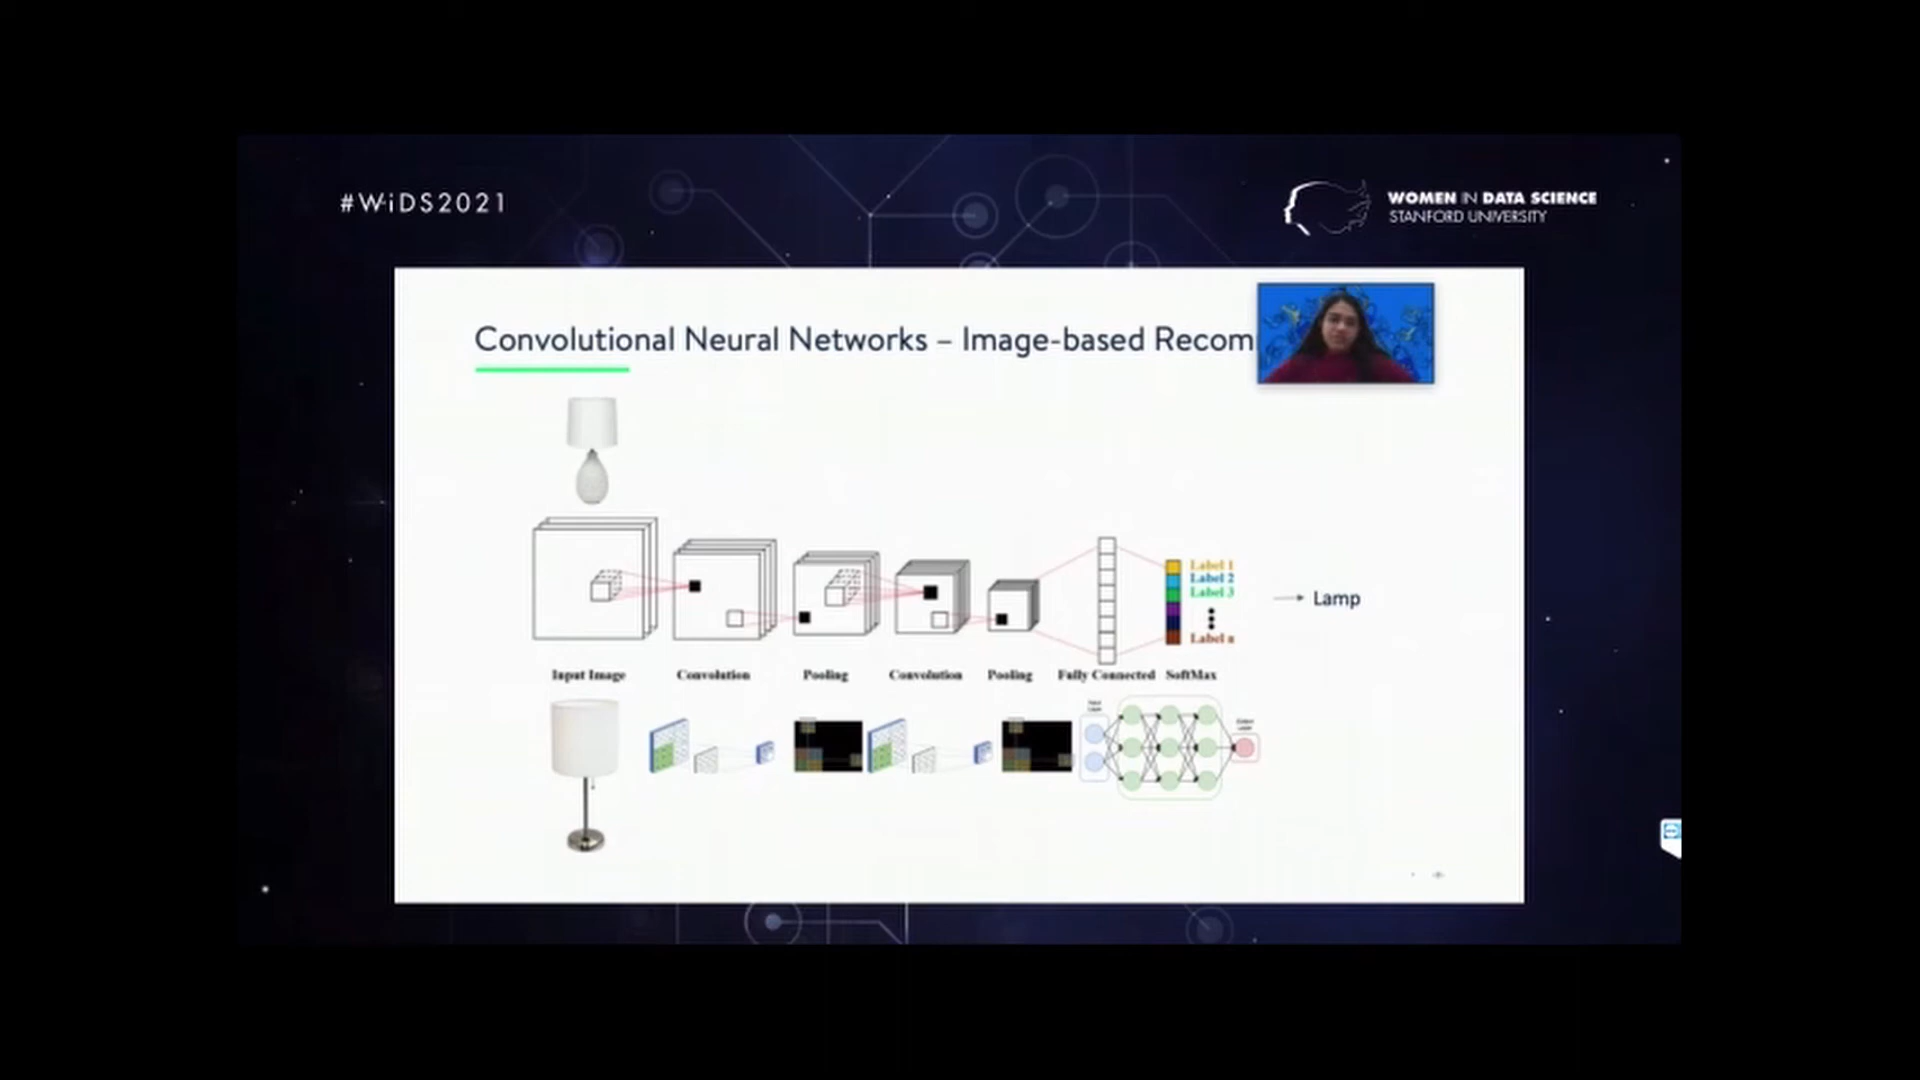 #WiDS2021
WOMEN IN DATA SCIENCE
STANFORD UNIVERSITY
Convolutional Neural Networks – Image-based Recom
Label 1
Label 2
Label 3
Label n
Lamp
Input Image
Convolution
Pooling
Convolution
Pooling
Fully Connected
SoftMax